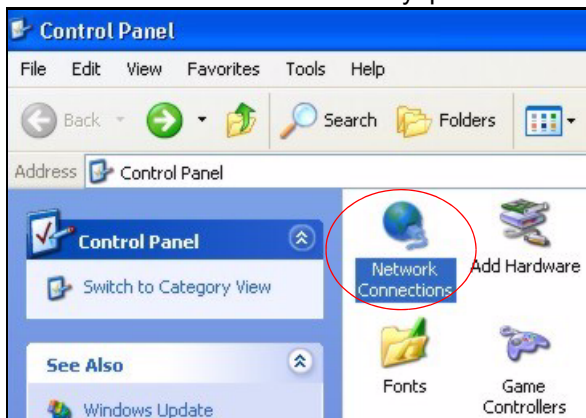 Control Panel
File Edit View Favorites Tools Help
Back Search Folders
Address Control Panel
Control Panel
Switch to Category View
See Also
Windows Update
Network Connections
Add Hardware
Fonts
Game Controllers